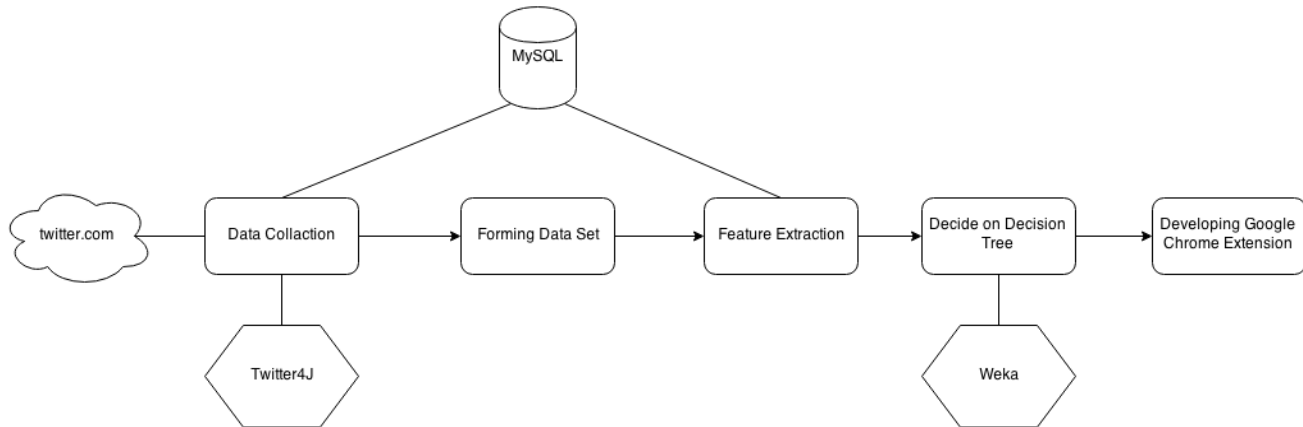 MySQL
twitter.com
Data Collaction
Forming Data Set
Feature Extraction
Decide on Decision
Tree
Developing Google
Chrome Extension
Twitter4J
Weka